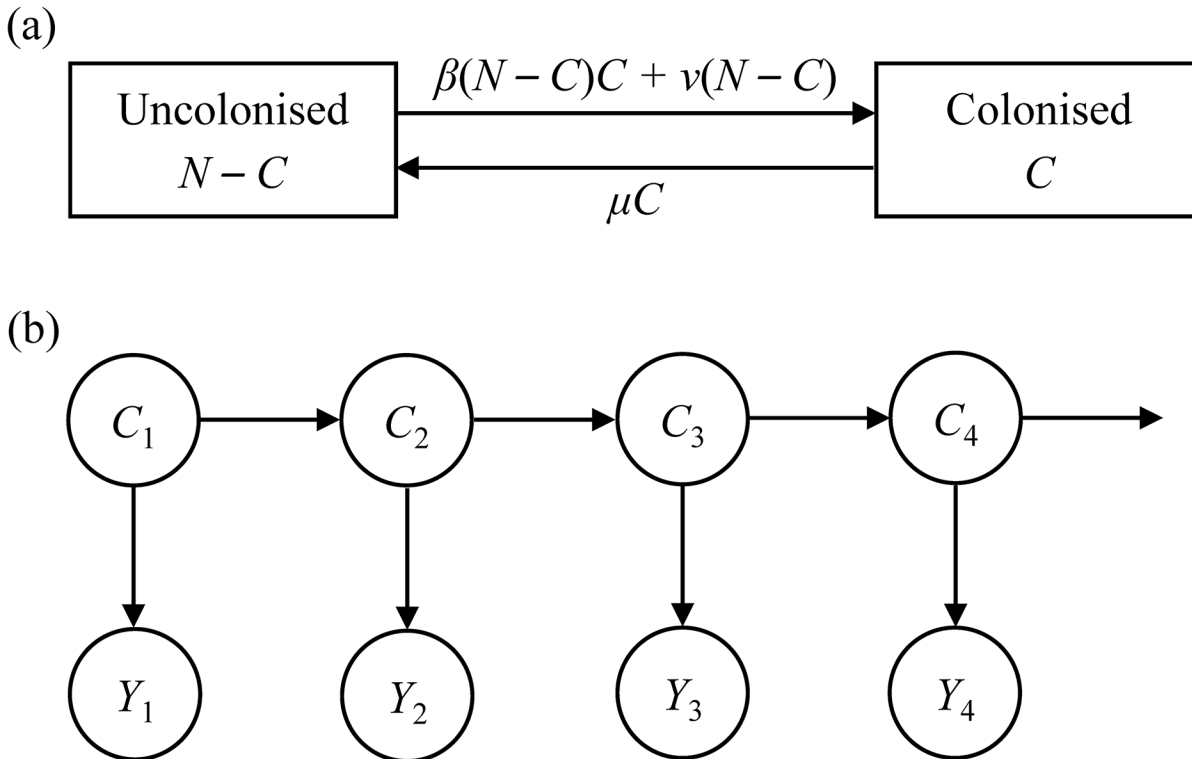 (a)
β(N – C)C + ν(N – C)
Uncolonised
N – C
Colonised
C
μC
(b)
C₁
C₂
C₃
C₄
Y₁
Y₂
Y₃
Y₄